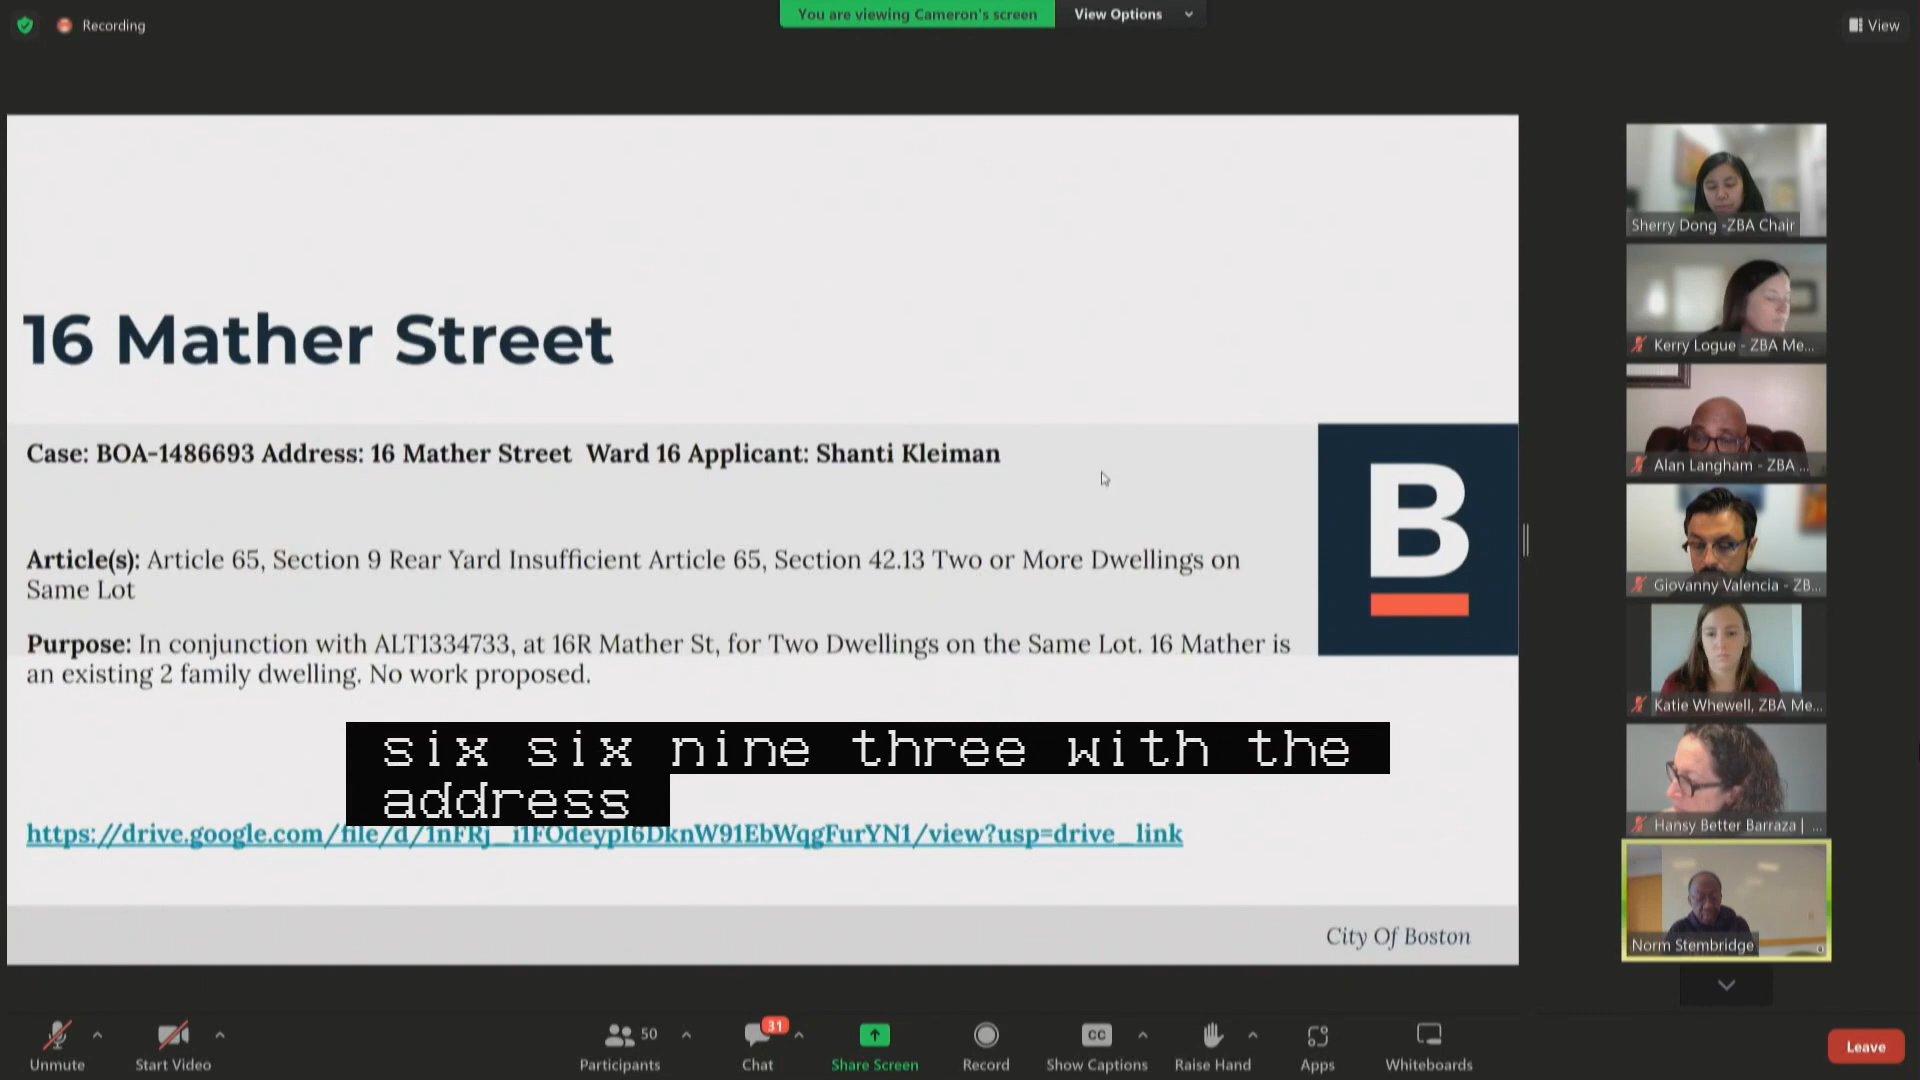 Recording
You are viewing Cameron's screen
View Options
View
16 Mather Street
Case: BOA-1486693 Address: 16 Mather Street Ward 16 Applicant: Shanti Kleiman
Article(s): Article 65, Section 9 Rear Yard Insufficient Article 65, Section 42.13 Two or More Dwellings on
Same Lot
Purpose: In conjunction with ALT1334733, at 16R Mather St, for Two Dwellings on the Same Lot. 16 Mather is
an existing 2 family dwelling. No work proposed.
six six nine three with the
address
B
City Of Boston
Sherry Dong -ZBA Chair
Kerry Logue - ZBA Me...
Alan Langham - ZBA ...
Giovanny Valencia - ZB...
Katie Whewell, ZBA Me...
Hansy Better Barraza | ...
Norm Stembridge
Unmute
Start Video
50
Participants
31
Chat
Share Screen
Record
CC
Show Captions
Raise Hand
Apps
Whiteboards
Leave